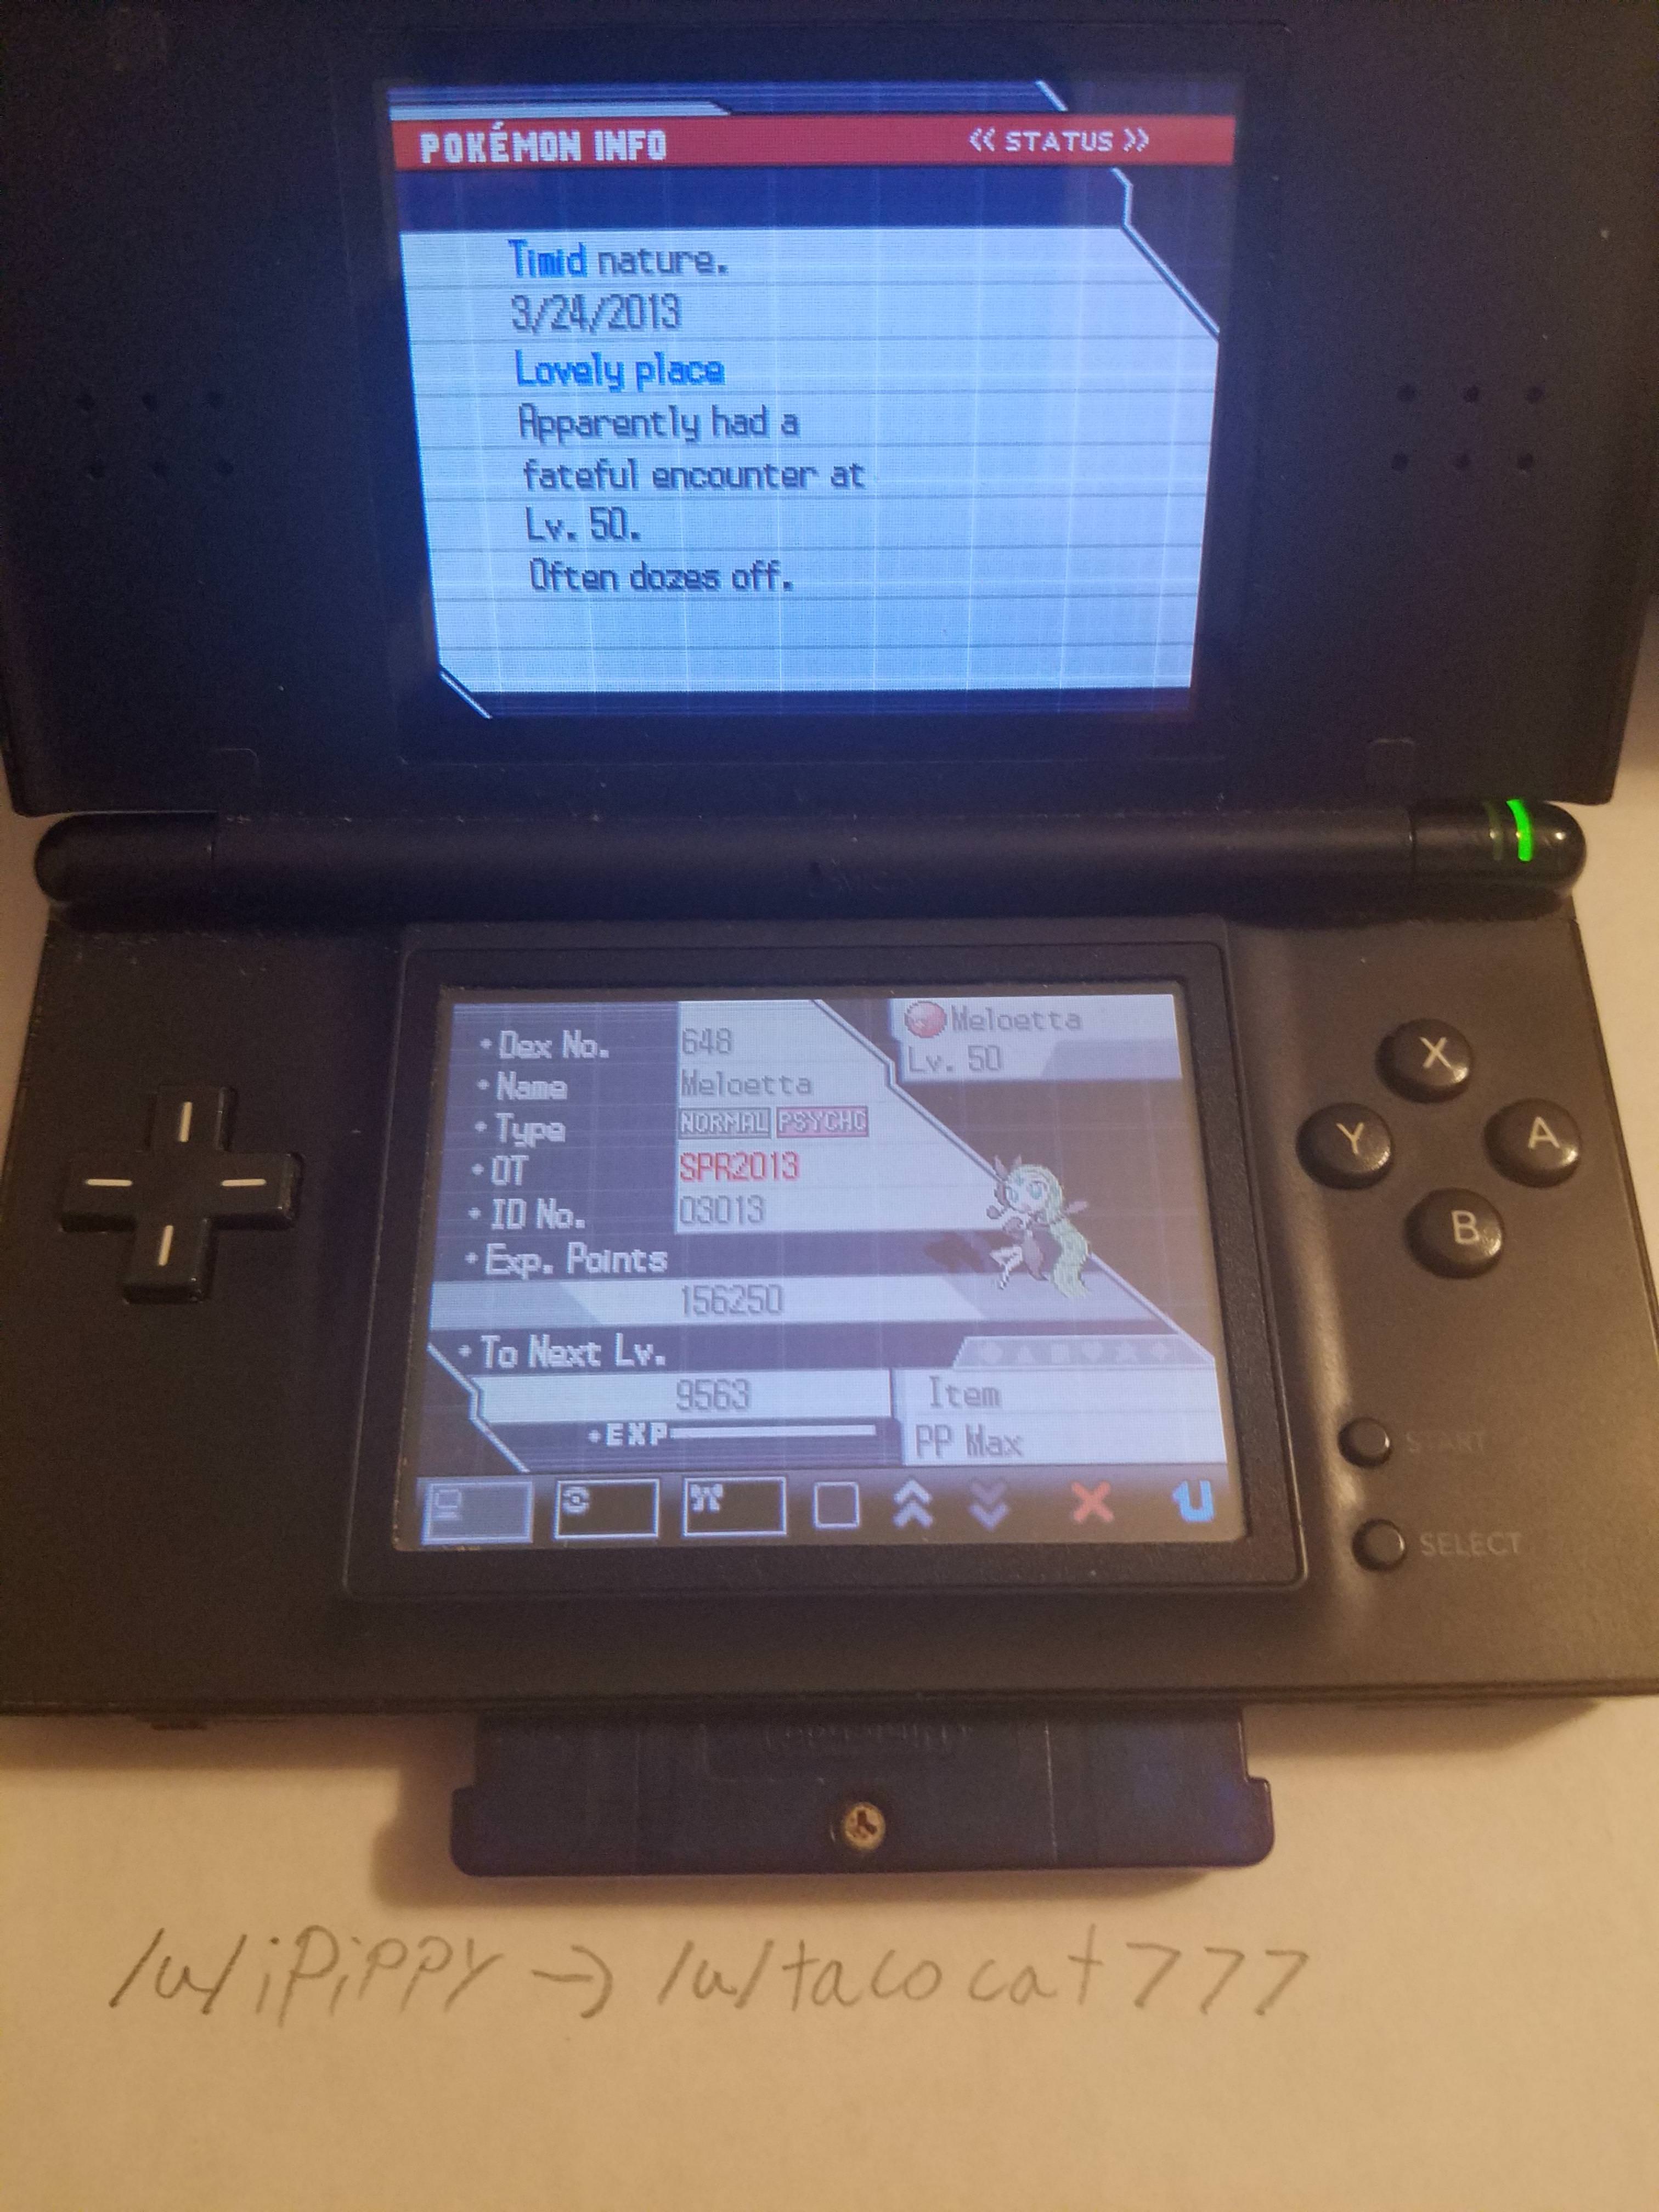 POKÉMON INFO
« STATUS »
Timid nature.
3/24/2013
Lovely place
Apparently had a
fateful encounter at
Lv. 50.
Often dozes off.
Meloetta
Lv. 50
Dex No. 648
Name Meloetta
Type NORMAL PSYCHC
OT SPR2013
ID No. 03013
Exp. Points
156250
To Next Lv.
9563
EXP
Item
PP Max
X
Y
A
B
START
SELECT
/u/iPiPPY → /u/tacocat777